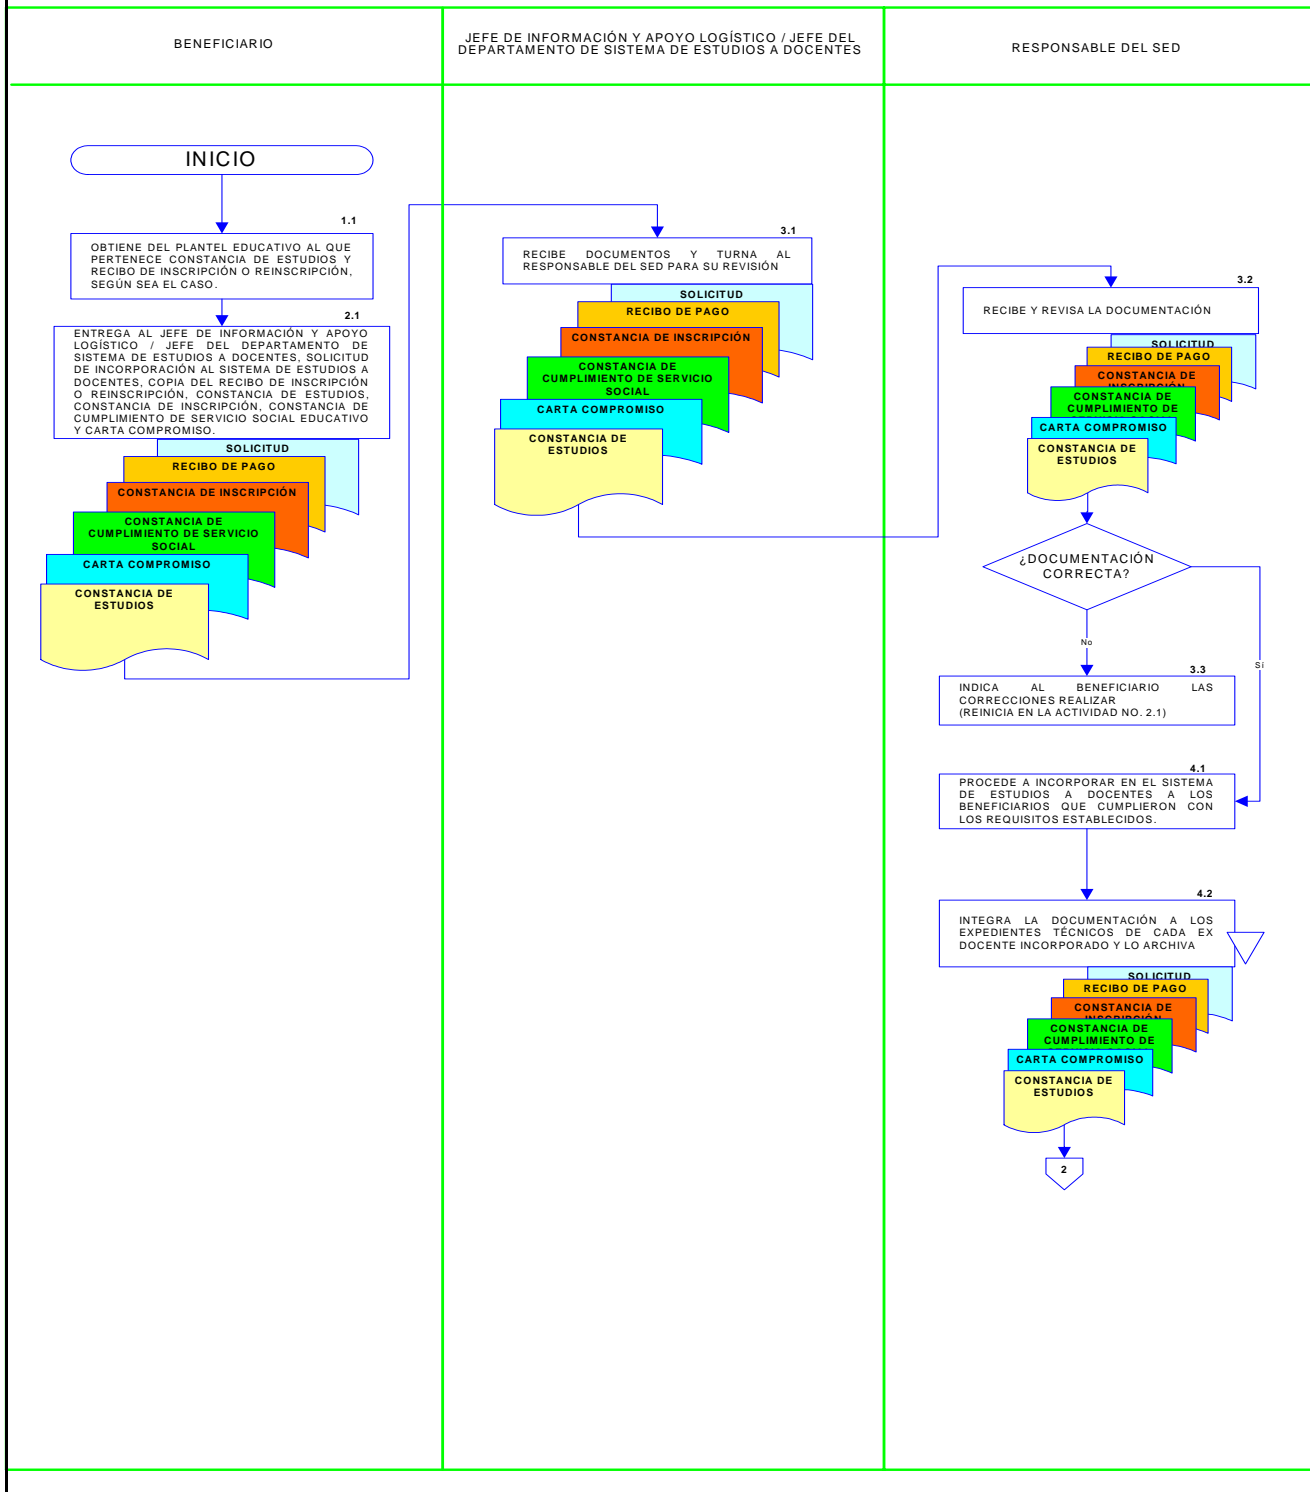 BENEFICIARIO
JEFE DE INFORMACIÓN Y APOYO LOGÍSTICO / JEFE DEL
DEPARTAMENTO DE SISTEMA DE ESTUDIOS A DOCENTES
RESPONSABLE DEL SED
INICIO
1.1
OBTIENE DEL PLANTEL EDUCATIVO AL QUE
PERTENECE CONSTANCIA DE ESTUDIOS Y
RECIBO DE INSCRIPCIÓN O REINSCRIPCIÓN,
SEGÚN SEA EL CASO.
2.1
ENTREGA AL JEFE DE INFORMACIÓN Y APOYO
LOGÍSTICO / JEFE DEL DEPARTAMENTO DE
SISTEMA DE ESTUDIOS A DOCENTES, SOLICITUD
DE INCORPORACIÓN AL SISTEMA DE ESTUDIOS A
DOCENTES, COPIA DEL RECIBO DE INSCRIPCIÓN
O REINSCRIPCIÓN, CONSTANCIA DE ESTUDIOS,
CONSTANCIA DE INSCRIPCIÓN, CONSTANCIA DE
CUMPLIMIENTO DE SERVICIO SOCIAL EDUCATIVO
Y CARTA COMPROMISO.
SOLICITUD
RECIBO DE PAGO
CONSTANCIA DE INSCRIPCIÓN
CONSTANCIA DE
CUMPLIMIENTO DE SERVICIO
SOCIAL
CARTA COMPROMISO
CONSTANCIA DE
ESTUDIOS
3.1
RECIBE DOCUMENTOS Y TURNA AL
RESPONSABLE DEL SED PARA SU REVISIÓN
SOLICITUD
RECIBO DE PAGO
CONSTANCIA DE INSCRIPCIÓN
CONSTANCIA DE
CUMPLIMIENTO DE SERVICIO
SOCIAL
CARTA COMPROMISO
CONSTANCIA DE
ESTUDIOS
3.2
RECIBE Y REVISA LA DOCUMENTACIÓN
SOLICITUD
RECIBO DE PAGO
CONSTANCIA DE
INSCRIPCIÓN
CONSTANCIA DE
CUMPLIMIENTO DE
CARTA COMPROMISO
CONSTANCIA DE
ESTUDIOS
¿DOCUMENTACIÓN
CORRECTA?
No
Sí
3.3
INDICA AL BENEFICIARIO LAS
CORRECCIONES REALIZAR
(REINICIA EN LA ACTIVIDAD NO. 2.1)
4.1
PROCEDE A INCORPORAR EN EL SISTEMA
DE ESTUDIOS A DOCENTES A LOS
BENEFICIARIOS QUE CUMPLIERON CON
LOS REQUISITOS ESTABLECIDOS.
4.2
INTEGRA LA DOCUMENTACIÓN A LOS
EXPEDIENTES TÉCNICOS DE CADA EX
DOCENTE INCORPORADO Y LO ARCHIVA
SOLICITUD
RECIBO DE PAGO
CONSTANCIA DE
INSCRIPCIÓN
CONSTANCIA DE
CUMPLIMIENTO DE
CARTA COMPROMISO
CONSTANCIA DE
ESTUDIOS
2